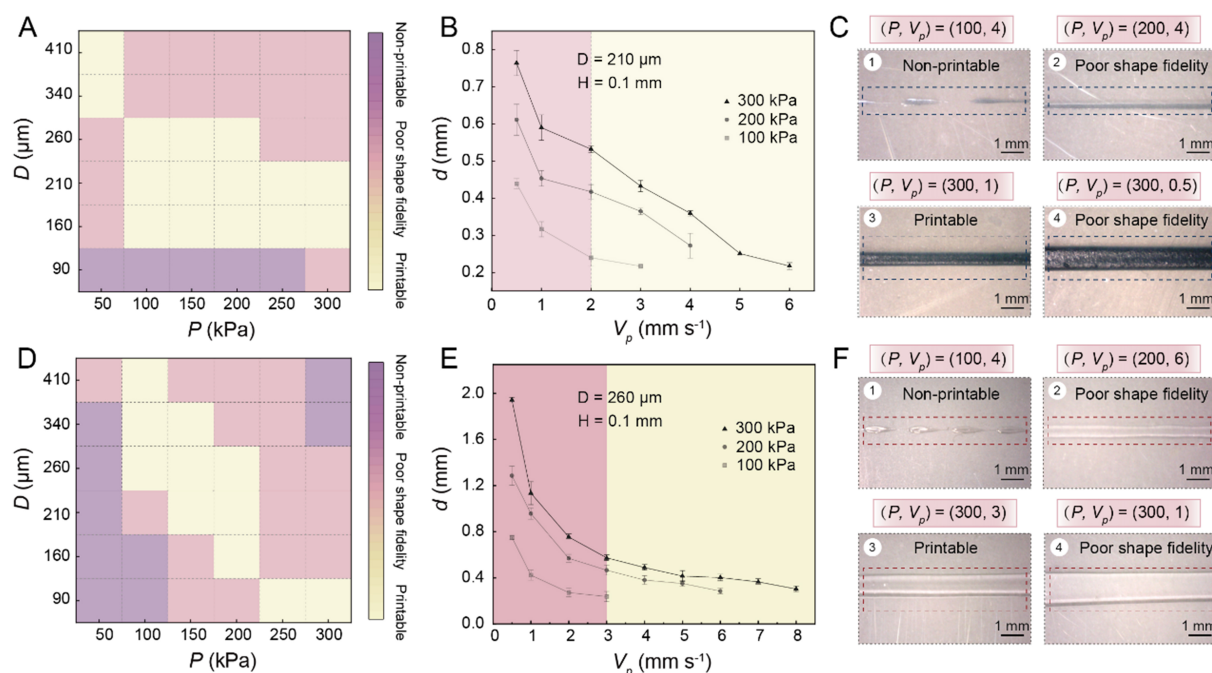 A
D (µm)
410
340
260
210
160
90
50 100 150 200 250 300
P (kPa)
Non-printable
Poor shape fidelity
Printable
B
d (mm)
0.8
0.7
0.6
0.5
0.4
0.3
0.2
D = 210 µm
H = 0.1 mm
300 kPa
200 kPa
100 kPa
0 1 2 3 4 5 6
Vp (mm s⁻¹)
C
(P, Vp) = (100, 4)
1 Non-printable
1 mm
(P, Vp) = (200, 4)
2 Poor shape fidelity
1 mm
(P, Vp) = (300, 1)
3 Printable
1 mm
(P, Vp) = (300, 0.5)
4 Poor shape fidelity
1 mm
D
D (µm)
410
340
260
210
160
90
50 100 150 200 250 300
P (kPa)
Non-printable
Poor shape fidelity
Printable
E
d (mm)
2.0
1.6
1.2
0.8
0.4
0.0
D = 260 µm
H = 0.1 mm
300 kPa
200 kPa
100 kPa
0 1 2 3 4 5 6 7 8
Vp (mm s⁻¹)
F
(P, Vp) = (100, 4)
1 Non-printable
1 mm
(P, Vp) = (200, 6)
2 Poor shape fidelity
1 mm
(P, Vp) = (300, 3)
3 Printable
1 mm
(P, Vp) = (300, 1)
4 Poor shape fidelity
1 mm